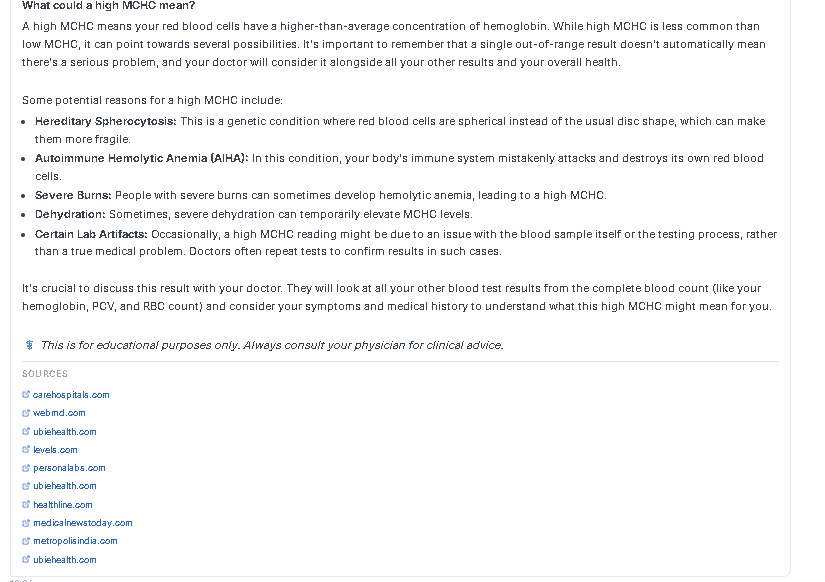 What could a high MCHC mean?
A high MCHC means your red blood cells have a higher-than-average concentration of hemoglobin. While high MCHC is less common than
low MCHC, it can point towards several possibilities. It's important to remember that a single out-of-range result doesn't automatically mean
there's a serious problem, and your doctor will consider it alongside all your other results and your overall health.
Some potential reasons for a high MCHC include:
• Hereditary Spherocytosis: This is a genetic condition where red blood cells are spherical instead of the usual disc shape, which can make
them more fragile.
• Autoimmune Hemolytic Anemia (AIHA): In this condition, your body's immune system mistakenly attacks and destroys its own red blood
cells.
• Severe Burns: People with severe burns can sometimes develop hemolytic anemia, leading to a high MCHC.
• Dehydration: Sometimes, severe dehydration can temporarily elevate MCHC levels.
• Certain Lab Artifacts: Occasionally, a high MCHC reading might be due to an issue with the blood sample itself or the testing process, rather
than a true medical problem. Doctors often repeat tests to confirm results in such cases.
It's crucial to discuss this result with your doctor. They will look at all your other blood test results from the complete blood count (like your
hemoglobin, PCV, and RBC count) and consider your symptoms and medical history to understand what this high MCHC might mean for you.
This is for educational purposes only. Always consult your physician for clinical advice.
SOURCES
carehospitals.com
webmd.com
ubiehealth.com
levels.com
personalabs.com
ubiehealth.com
healthline.com
medicalnewstoday.com
metropolisindia.com
ubiehealth.com